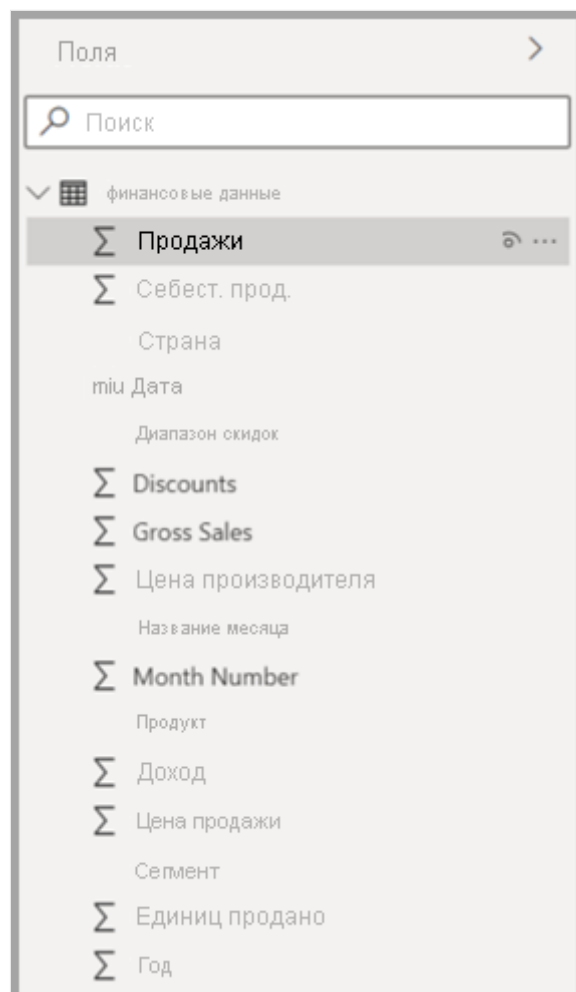 Поля
Поиск
финансовые данные
Σ Продажи ...
Σ Себест. прод.
Страна
miu Дата
Диапазон скидок
Σ Discounts
Σ Gross Sales
Σ Цена производителя
Название месяца
Σ Month Number
Продукт
Σ Доход
Σ Цена продажи
Сегмент
Σ Единиц продано
Σ Год